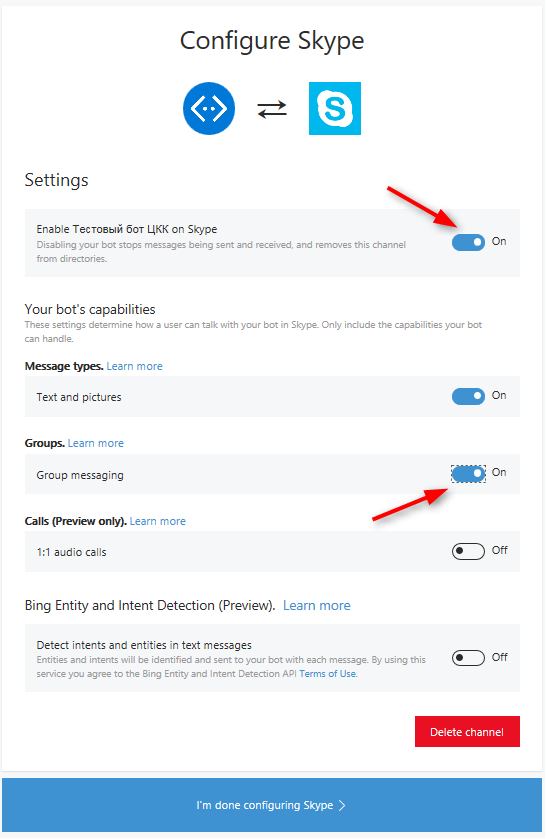 Configure Skype
Settings
Enable Тестовый бот ЦКК on Skype
On
Disabling your bot stops messages being sent and received, and removes this channel
from directories.
Your bot's capabilities
These settings determine how a user can talk with your bot in Skype. Only include the capabilities your bot
can handle.
Message types. Learn more
Text and pictures
On
Groups. Learn more
Group messaging
On
Calls (Preview only). Learn more
1:1 audio calls
Off
Bing Entity and Intent Detection (Preview). Learn more
Detect intents and entities in text messages
Entities and intents will be identified and sent to your bot with each message. By using this
service you agree to the Bing Entity and Intent Detection API Terms of Use.
Off
Delete channel
I'm done configuring Skype